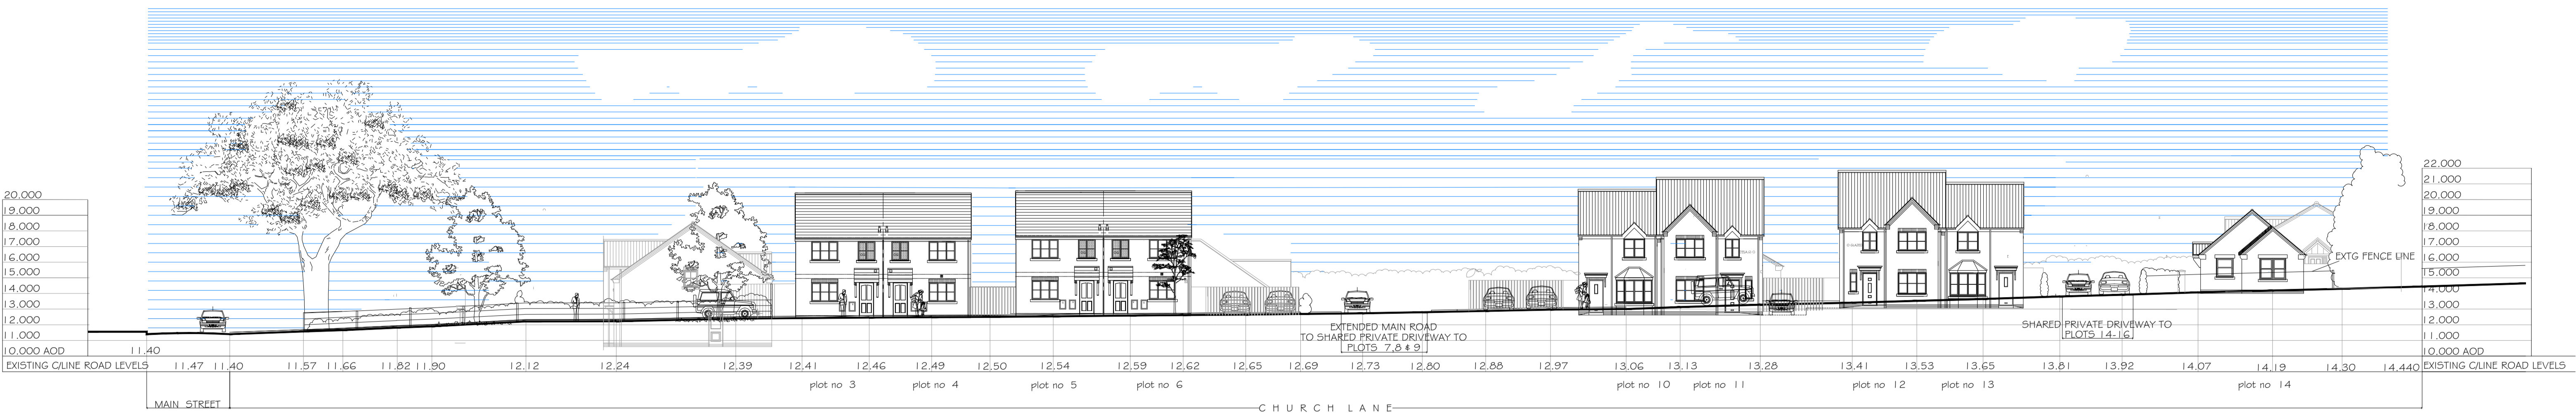 20.000
19.000
18.000
17.000
16.000
15.000
14.000
13.000
12.000
11.000
10.000 AOD
22.000
21.000
20.000
19.000
18.000
17.000
16.000
15.000
14.000
13.000
12.000
11.000
10.000 AOD
EXTG FENCE LINE
EXTENDED MAIN ROAD
TO SHARED PRIVATE DRIVEWAY TO
PLOTS 7,8 & 9
SHARED PRIVATE DRIVEWAY TO
PLOTS 14-16
11.40
EXISTING C/LINE ROAD LEVELS 11.47 11.40 11.57 11.66 11.82 11.90 12.12 12.24 12.39 12.41 12.46 12.49 12.50 12.54 12.59 12.62 12.65 12.69 12.73 12.80 12.88 12.97 13.06 13.13 13.28 13.41 13.53 13.65 13.81 13.92 14.07 14.19 14.30 14.440 EXISTING C/LINE ROAD LEVELS
plot no 3 plot no 4 plot no 5 plot no 6 plot no 10 plot no 11 plot no 12 plot no 13 plot no 14
MAIN STREET
CHURCH LANE